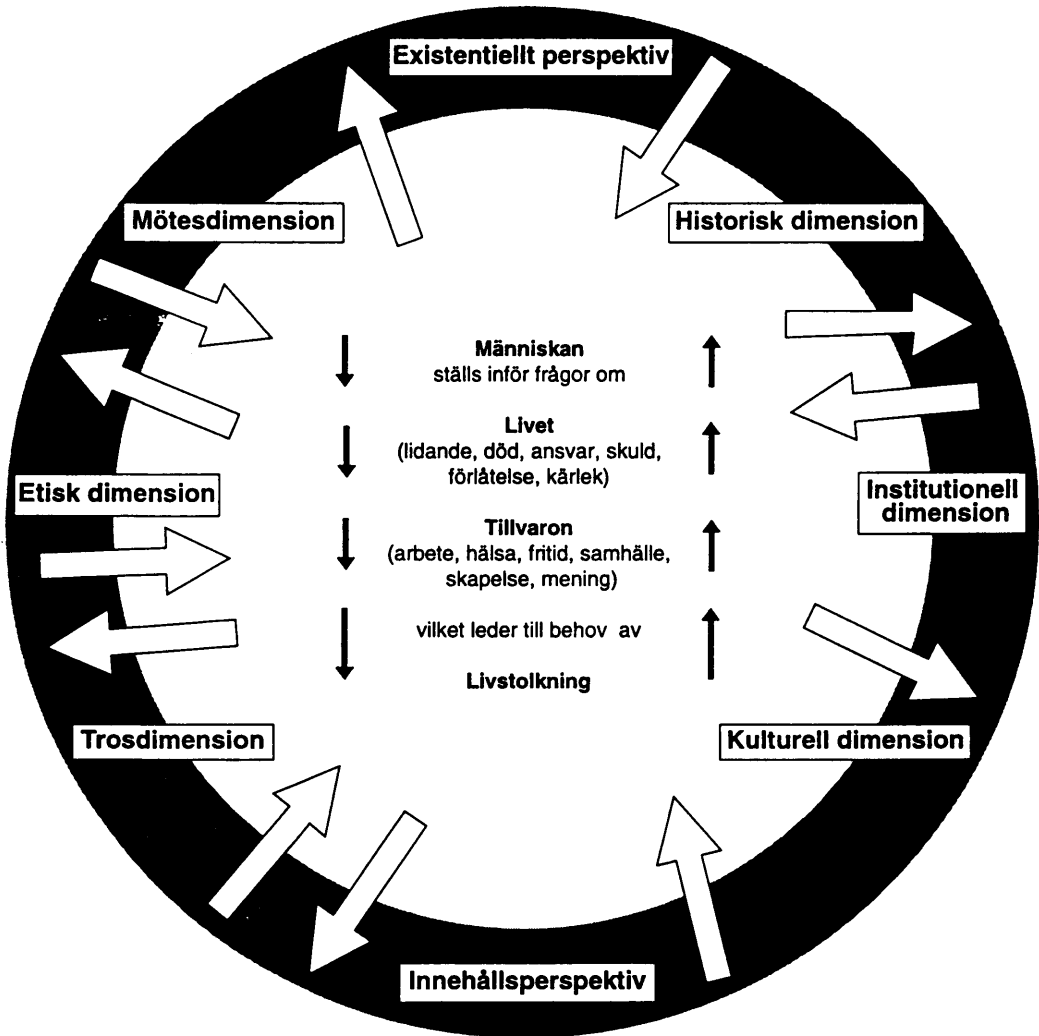 Existentiellt perspektiv
Mötesdimension
Historisk dimension
Människan
ställs inför frågor om
Livet
(lidande, död, ansvar, skuld,
förlåtelse, kärlek)
Etisk dimension
Institutionell
dimension
Tillvaron
(arbete, hälsa, fritid, samhälle,
skapelse, mening)
vilket leder till behov av
Livstolkning
Trosdimension
Kulturell dimension
Innehållsperspektiv